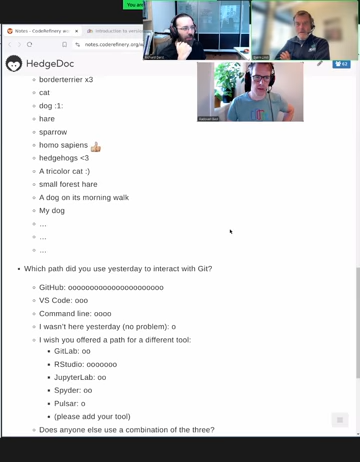 You are
Notes - CodeRefinery
Introduction to version
notes.coderefinery.org/
HedgeDoc
62
borderterrier x3
cat
dog :1:
hare
sparrow
homo sapiens 👍🏼
hedgehogs <3
A tricolor cat :)
small forest hare
A dog on its morning walk
My dog
...
...
...
Which path did you use yesterday to interact with Git?
GitHub: oooooooooooooooooooooo
VS Code: ooo
Command line: oooo
I wasn't here yesterday (no problem): o
I wish you offered a path for a different tool:
GitLab: oo
RStudio: ooooooo
JupyterLab: oo
Spyder: oo
Pulsar: o
(please add your tool)
Does anyone else use a combination of the three?